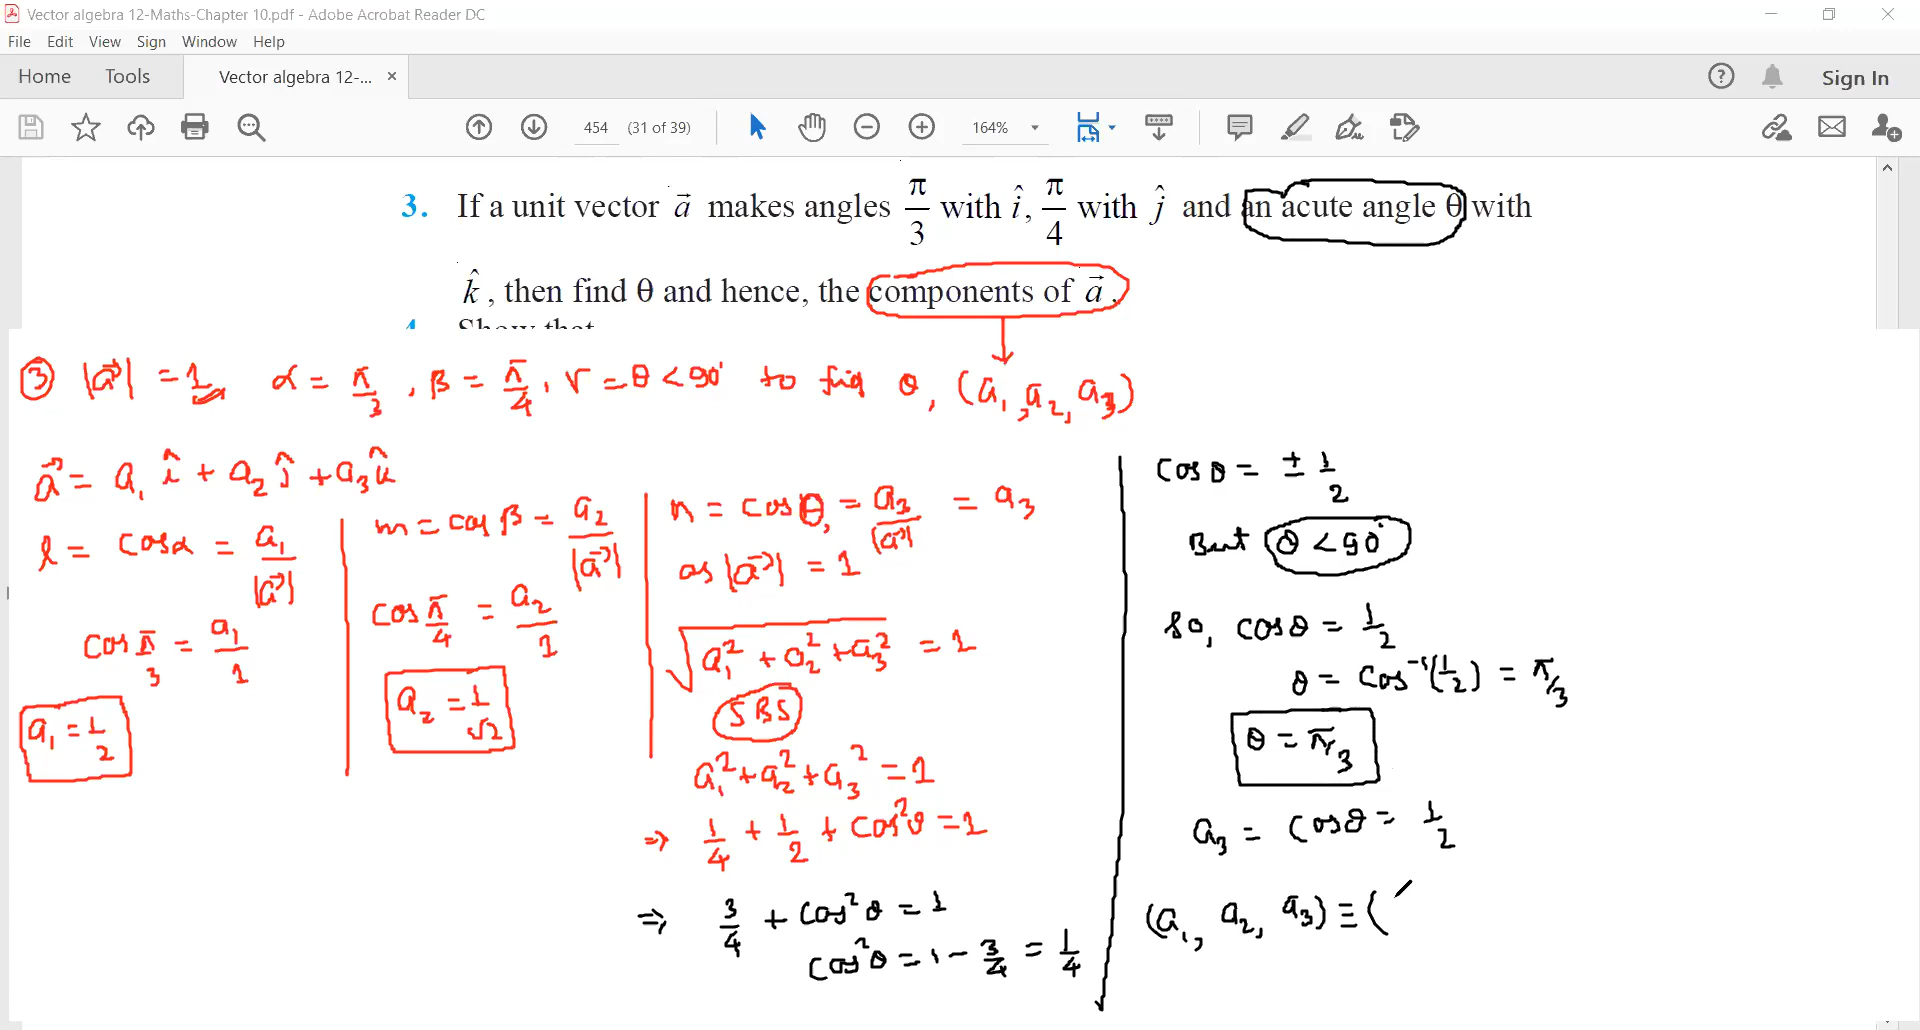 Vector algebra 12-Maths-Chapter 10.pdf - Adobe Acrobat Reader DC
File Edit View Sign Window Help
Home Tools Vector algebra 12-... × Sign In
454 (31 of 39) 164%
3. If a unit vector a⃗ makes angles π/3 with î, π/4 with ĵ and an acute angle θ with
k̂, then find θ and hence, the components of a⃗.
4. Show that
③ |a⃗| = 1, α = π/3, β = π/4, γ = θ < 90° to find θ, (a₁, a₂, a₃)
a⃗ = a₁ î + a₂ ĵ + a₃ k̂
l = cos α = a₁/|a⃗|
cos π/3 = a₁/1
a₁ = 1/2
m = cos β = a₂/|a⃗|
cos π/4 = a₂/1
a₂ = 1/√2
n = cos θ, = a₃/|a⃗| = a₃
as |a⃗| = 1
√(a₁² + a₂² + a₃²) = 1
SBS
a₁² + a₂² + a₃² = 1
⇒ 1/4 + 1/2 + cos²θ = 1
⇒ 3/4 + cos²θ = 1
cos²θ = 1 - 3/4 = 1/4
cos θ = ± 1/2
But θ < 90°
So, cos θ = 1/2
θ = cos⁻¹(1/2) = π/3
θ = π/3
a₃ = cos θ = 1/2
(a₁, a₂, a₃) ≡ (